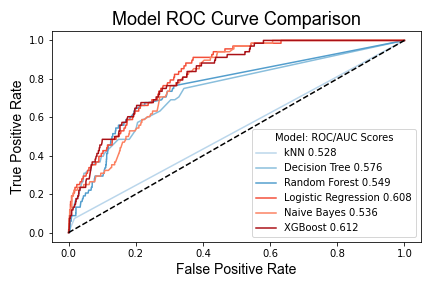 Model ROC Curve Comparison
True Positive Rate
1.0
0.8
0.6
0.4
0.2
0.0
Model: ROC/AUC Scores
kNN 0.528
Decision Tree 0.576
Random Forest 0.549
Logistic Regression 0.608
Naive Bayes 0.536
XGBoost 0.612
0.0 0.2 0.4 0.6 0.8 1.0
False Positive Rate